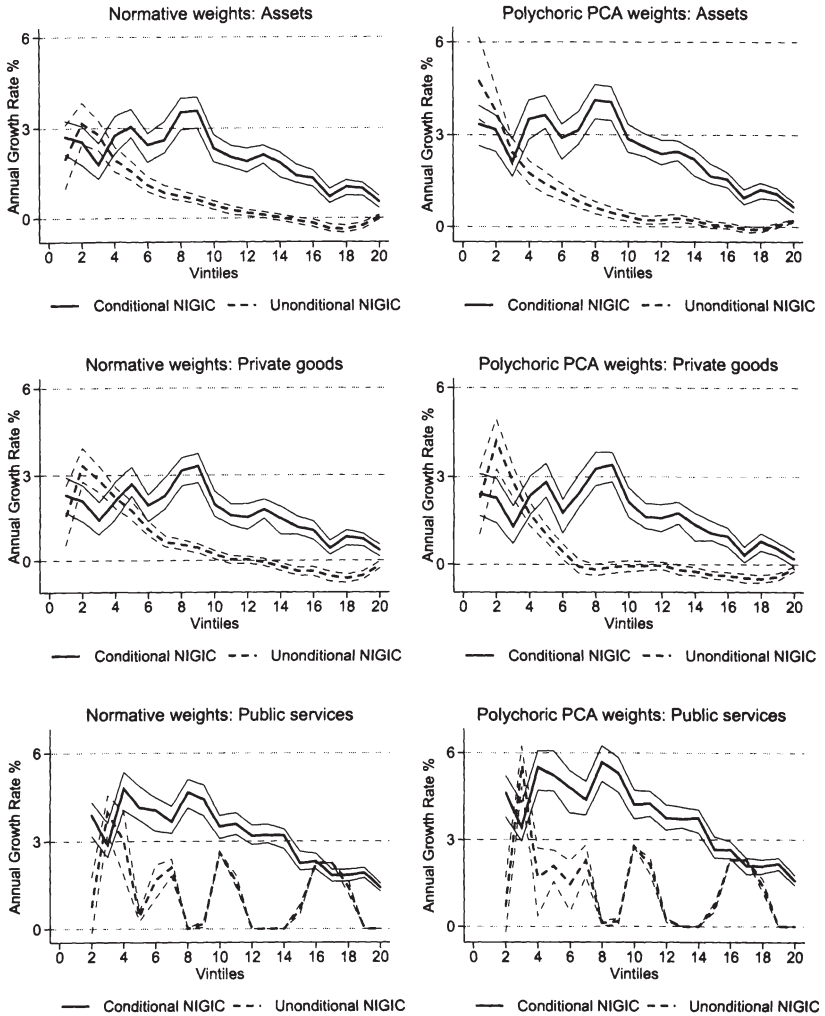 Normative weights: Assets
Annual Growth Rate %
6
3
0
0 2 4 6 8 10 12 14 16 18 20
Vintiles
Conditional NIGIC Unonditional NIGIC
Polychoric PCA weights: Assets
Annual Growth Rate %
6
3
0
0 2 4 6 8 10 12 14 16 18 20
Vintiles
Conditional NIGIC Unonditional NIGIC
Normative weights: Private goods
Annual Growth Rate %
6
3
0
0 2 4 6 8 10 12 14 16 18 20
Vintiles
Conditional NIGIC Unonditional NIGIC
Polychoric PCA weights: Private goods
Annual Growth Rate %
6
3
0
0 2 4 6 8 10 12 14 16 18 20
Vintiles
Conditional NIGIC Unonditional NIGIC
Normative weights: Public services
Annual Growth Rate %
6
3
0
0 2 4 6 8 10 12 14 16 18 20
Vintiles
Conditional NIGIC Unonditional NIGIC
Polychoric PCA weights: Public services
Annual Growth Rate %
6
3
0
0 2 4 6 8 10 12 14 16 18 20
Vintiles
Conditional NIGIC Unonditional NIGIC